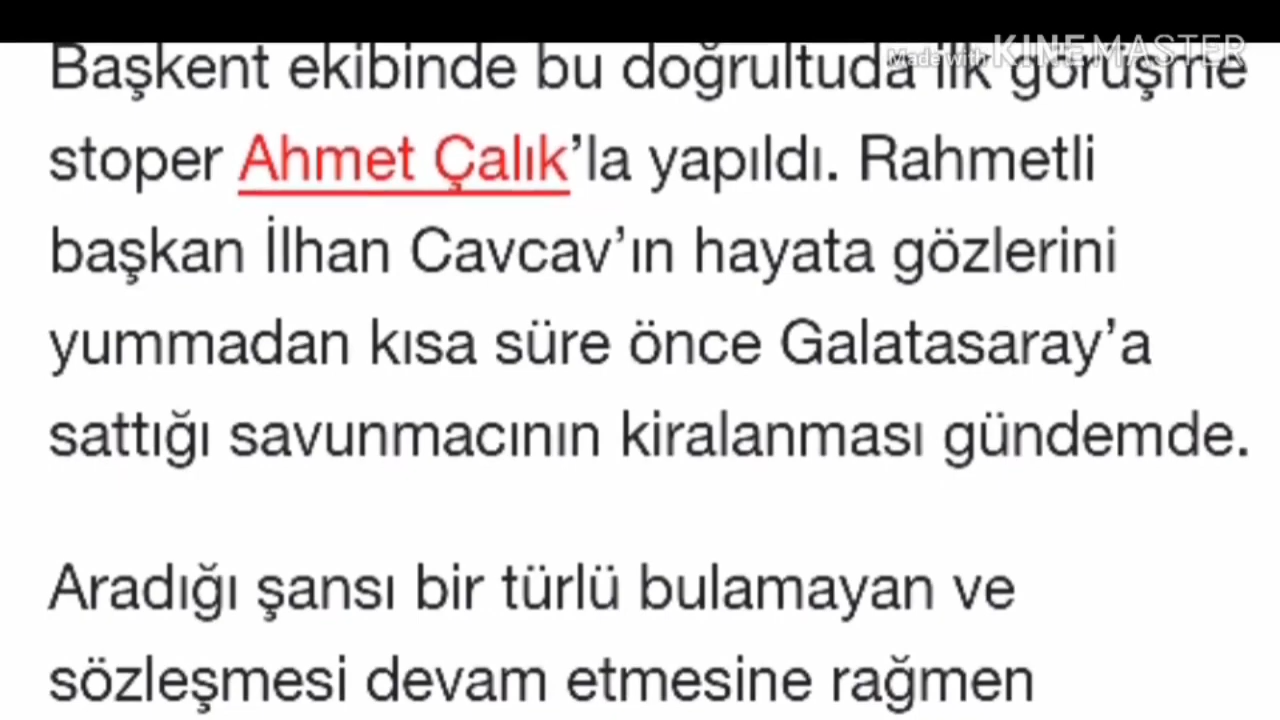 Made with KINEMASTER
Başkent ekibinde bu doğrultuda ilk görüşme
stoper Ahmet Çalık’la yapıldı. Rahmetli
başkan İlhan Cavcav’ın hayata gözlerini
yummadan kısa süre önce Galatasaray’a
sattığı savunmacının kiralanması gündemde.
Aradığı şansı bir türlü bulamayan ve
sözleşmesi devam etmesine rağmen